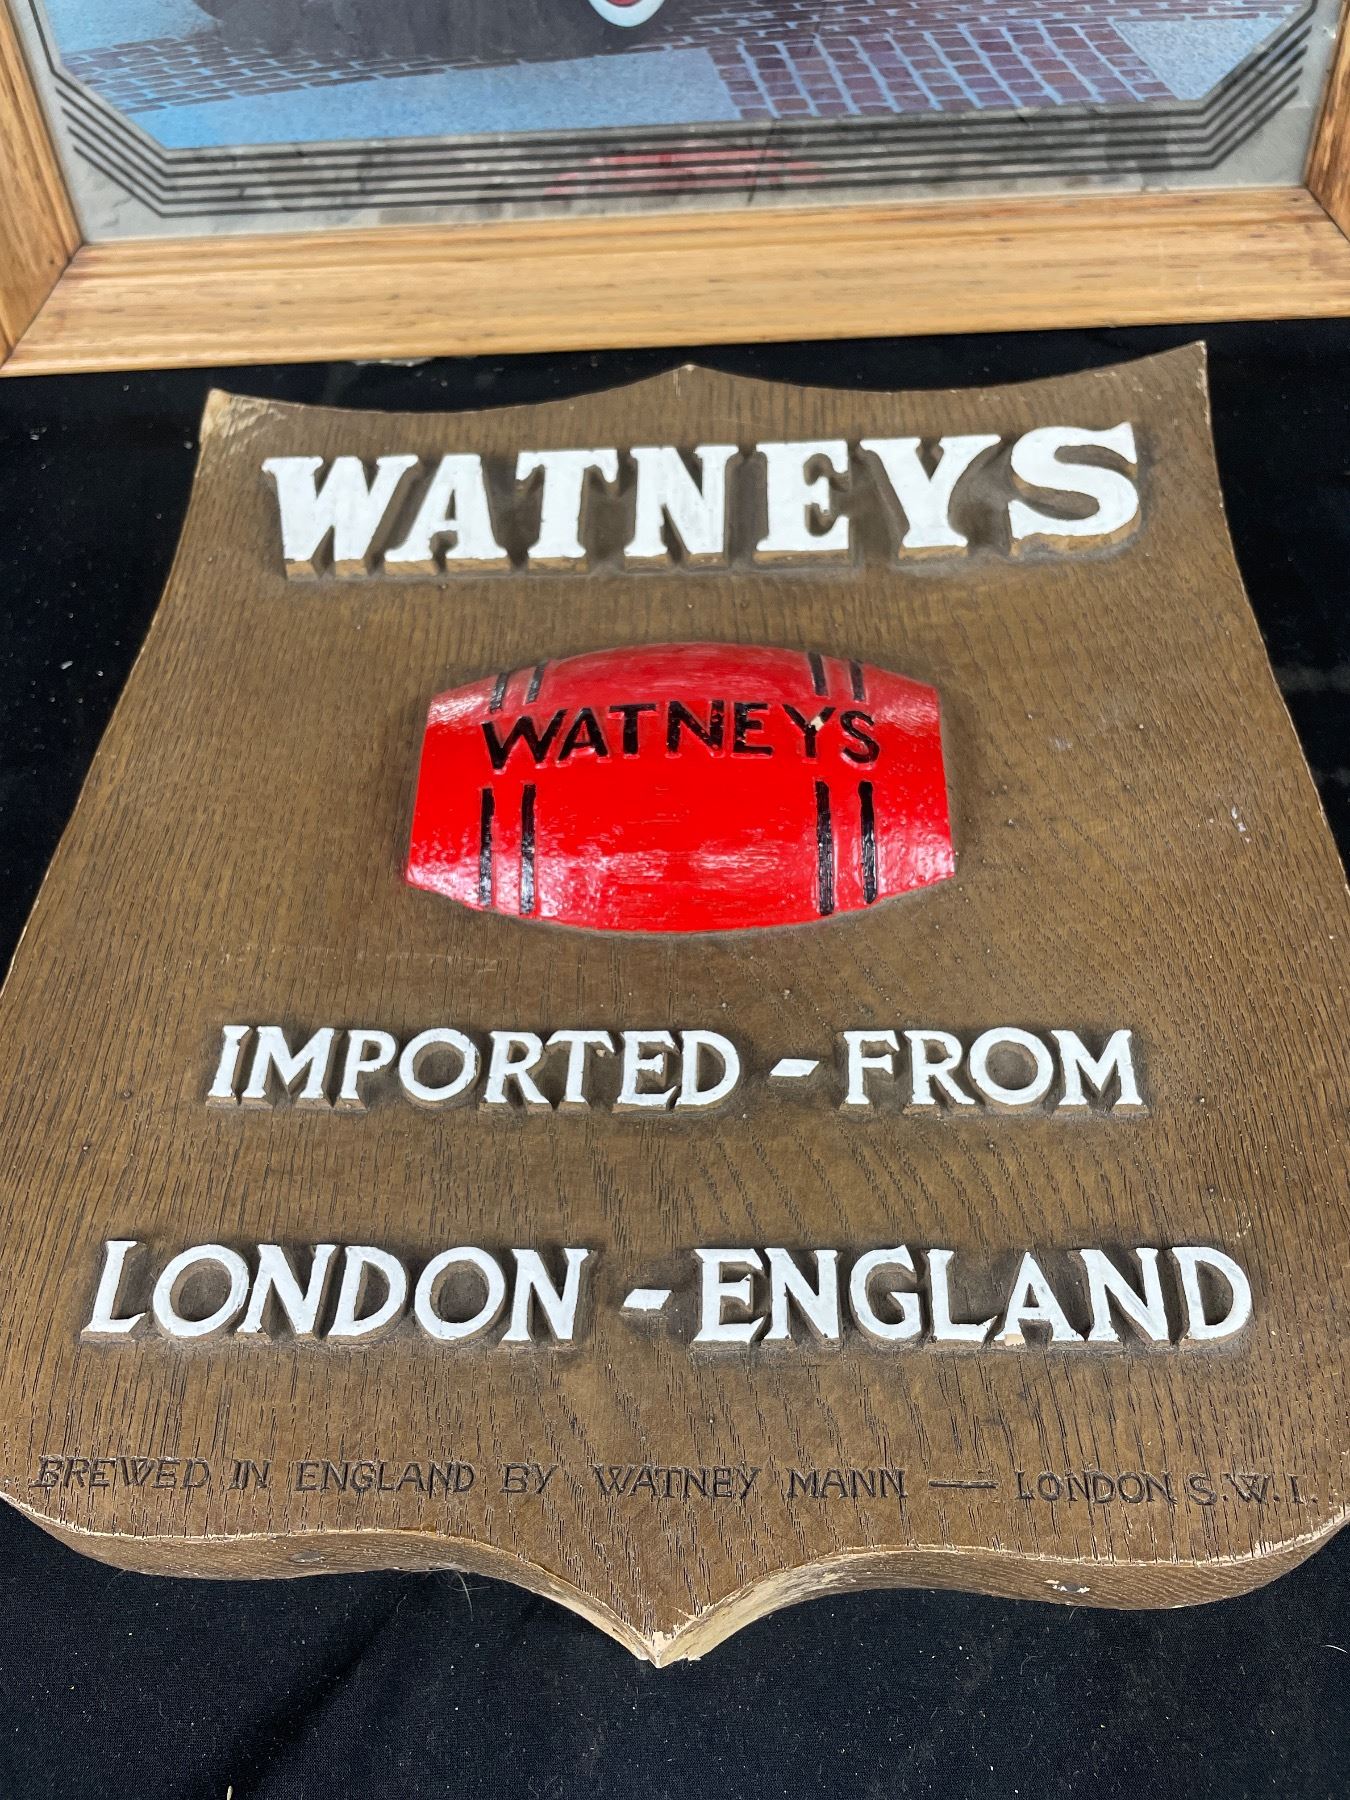 WATNEYS
WATNEYS
IMPORTED - FROM
LONDON - ENGLAND
BREWED IN ENGLAND BY WATNEY MANN — LONDON S.W.1.